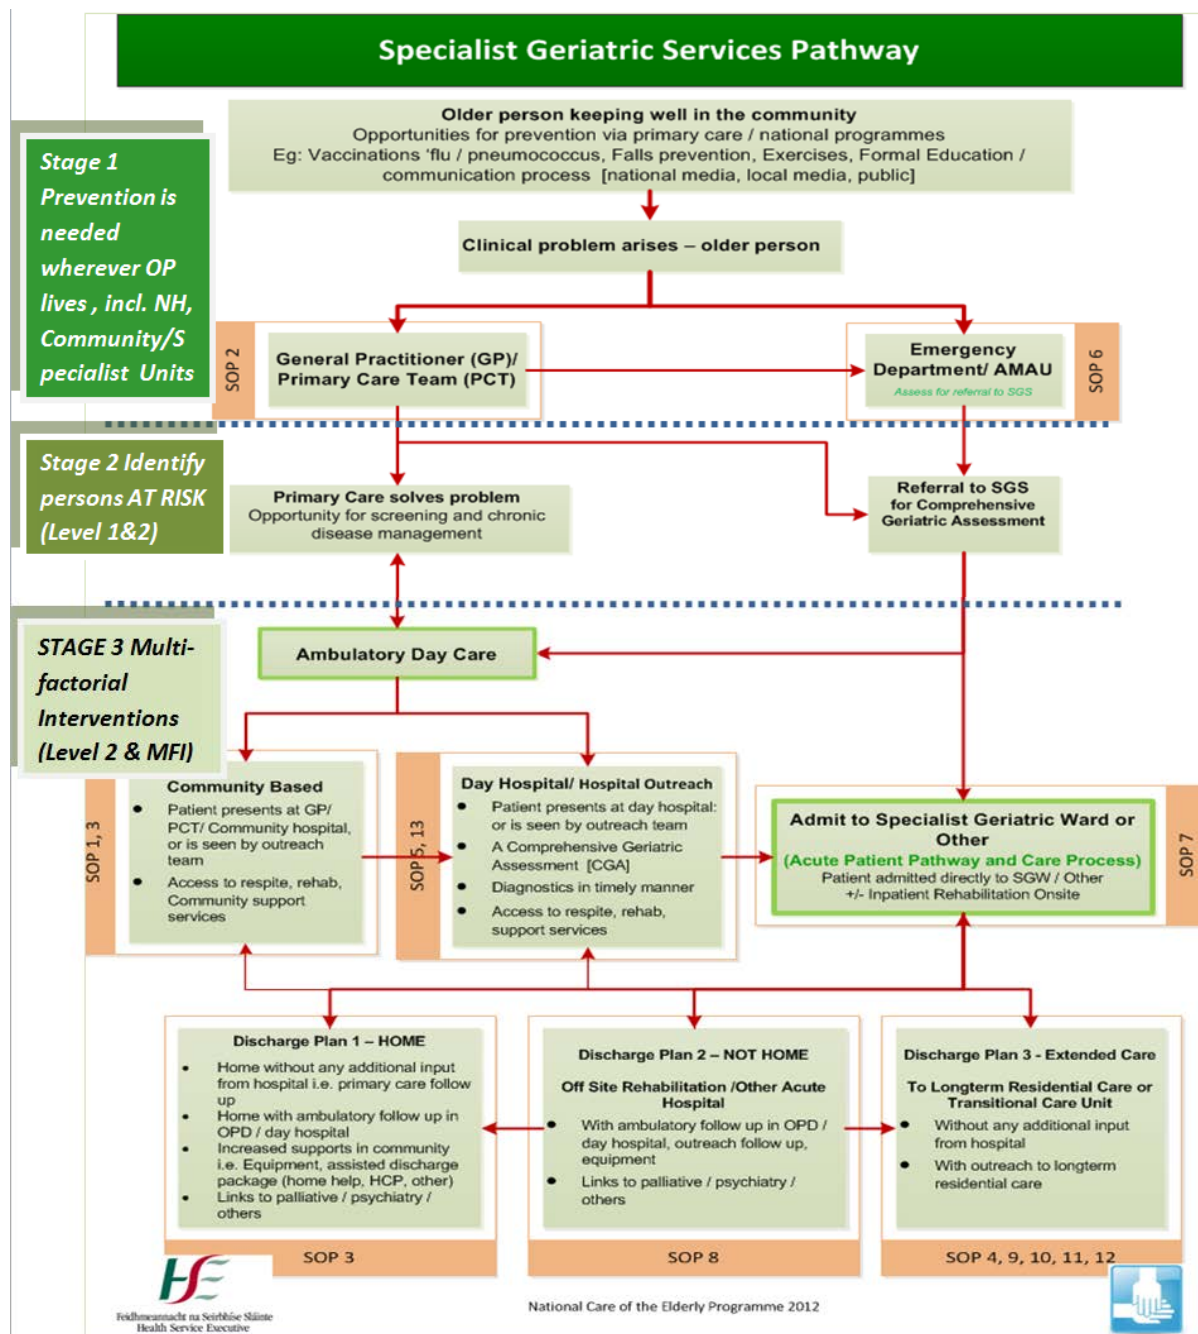 Specialist Geriatric Services Pathway
Older person keeping well in the community
Opportunities for prevention via primary care / national programmes
Eg: Vaccinations 'flu / pneumococcus, Falls prevention, Exercises, Formal Education /
communication process [national media, local media, public]
Stage 1
Prevention is
needed
wherever OP
lives , incl. NH,
Community/S
pecialist Units
Clinical problem arises – older person
SOP 2
General Practitioner (GP)/
Primary Care Team (PCT)
Emergency
Department/ AMAU
Assess for referral to SGS
SOP 6
Stage 2 Identify
persons AT RISK
(Level 1&2)
Primary Care solves problem
Opportunity for screening and chronic
disease management
Referral to SGS
for Comprehensive
Geriatric Assessment
STAGE 3 Multi-
factorial
Interventions
(Level 2 & MFI)
Ambulatory Day Care
SOP 1, 3
Community Based
● Patient presents at GP/
PCT/ Community hospital,
or is seen by outreach
team
● Access to respite, rehab,
Community support
services
SOP 5, 13
Day Hospital/ Hospital Outreach
● Patient presents at day hospital:
or is seen by outreach team
● A Comprehensive Geriatric
Assessment [CGA]
● Diagnostics in timely manner
● Access to respite, rehab,
support services
Admit to Specialist Geriatric Ward or
Other
(Acute Patient Pathway and Care Process)
Patient admitted directly to SGW / Other
+/- Inpatient Rehabilitation Onsite
SOP 7
Discharge Plan 1 – HOME
● Home without any additional input
from hospital i.e. primary care follow
up
● Home with ambulatory follow up in
OPD / day hospital
● Increased supports in community
i.e. Equipment, assisted discharge
package (home help, HCP, other)
● Links to palliative / psychiatry /
others
SOP 3
Discharge Plan 2 – NOT HOME
Off Site Rehabilitation /Other Acute
Hospital
● With ambulatory follow up in OPD /
day hospital, outreach follow up,
equipment
● Links to palliative / psychiatry /
others
SOP 8
Discharge Plan 3 - Extended Care
To Longterm Residential Care or
Transitional Care Unit
● Without any additional input
from hospital
● With outreach to longterm
residential care
SOP 4, 9, 10, 11, 12
Feidhmeannacht na Seirbhíse Sláinte
Health Service Executive
National Care of the Elderly Programme 2012